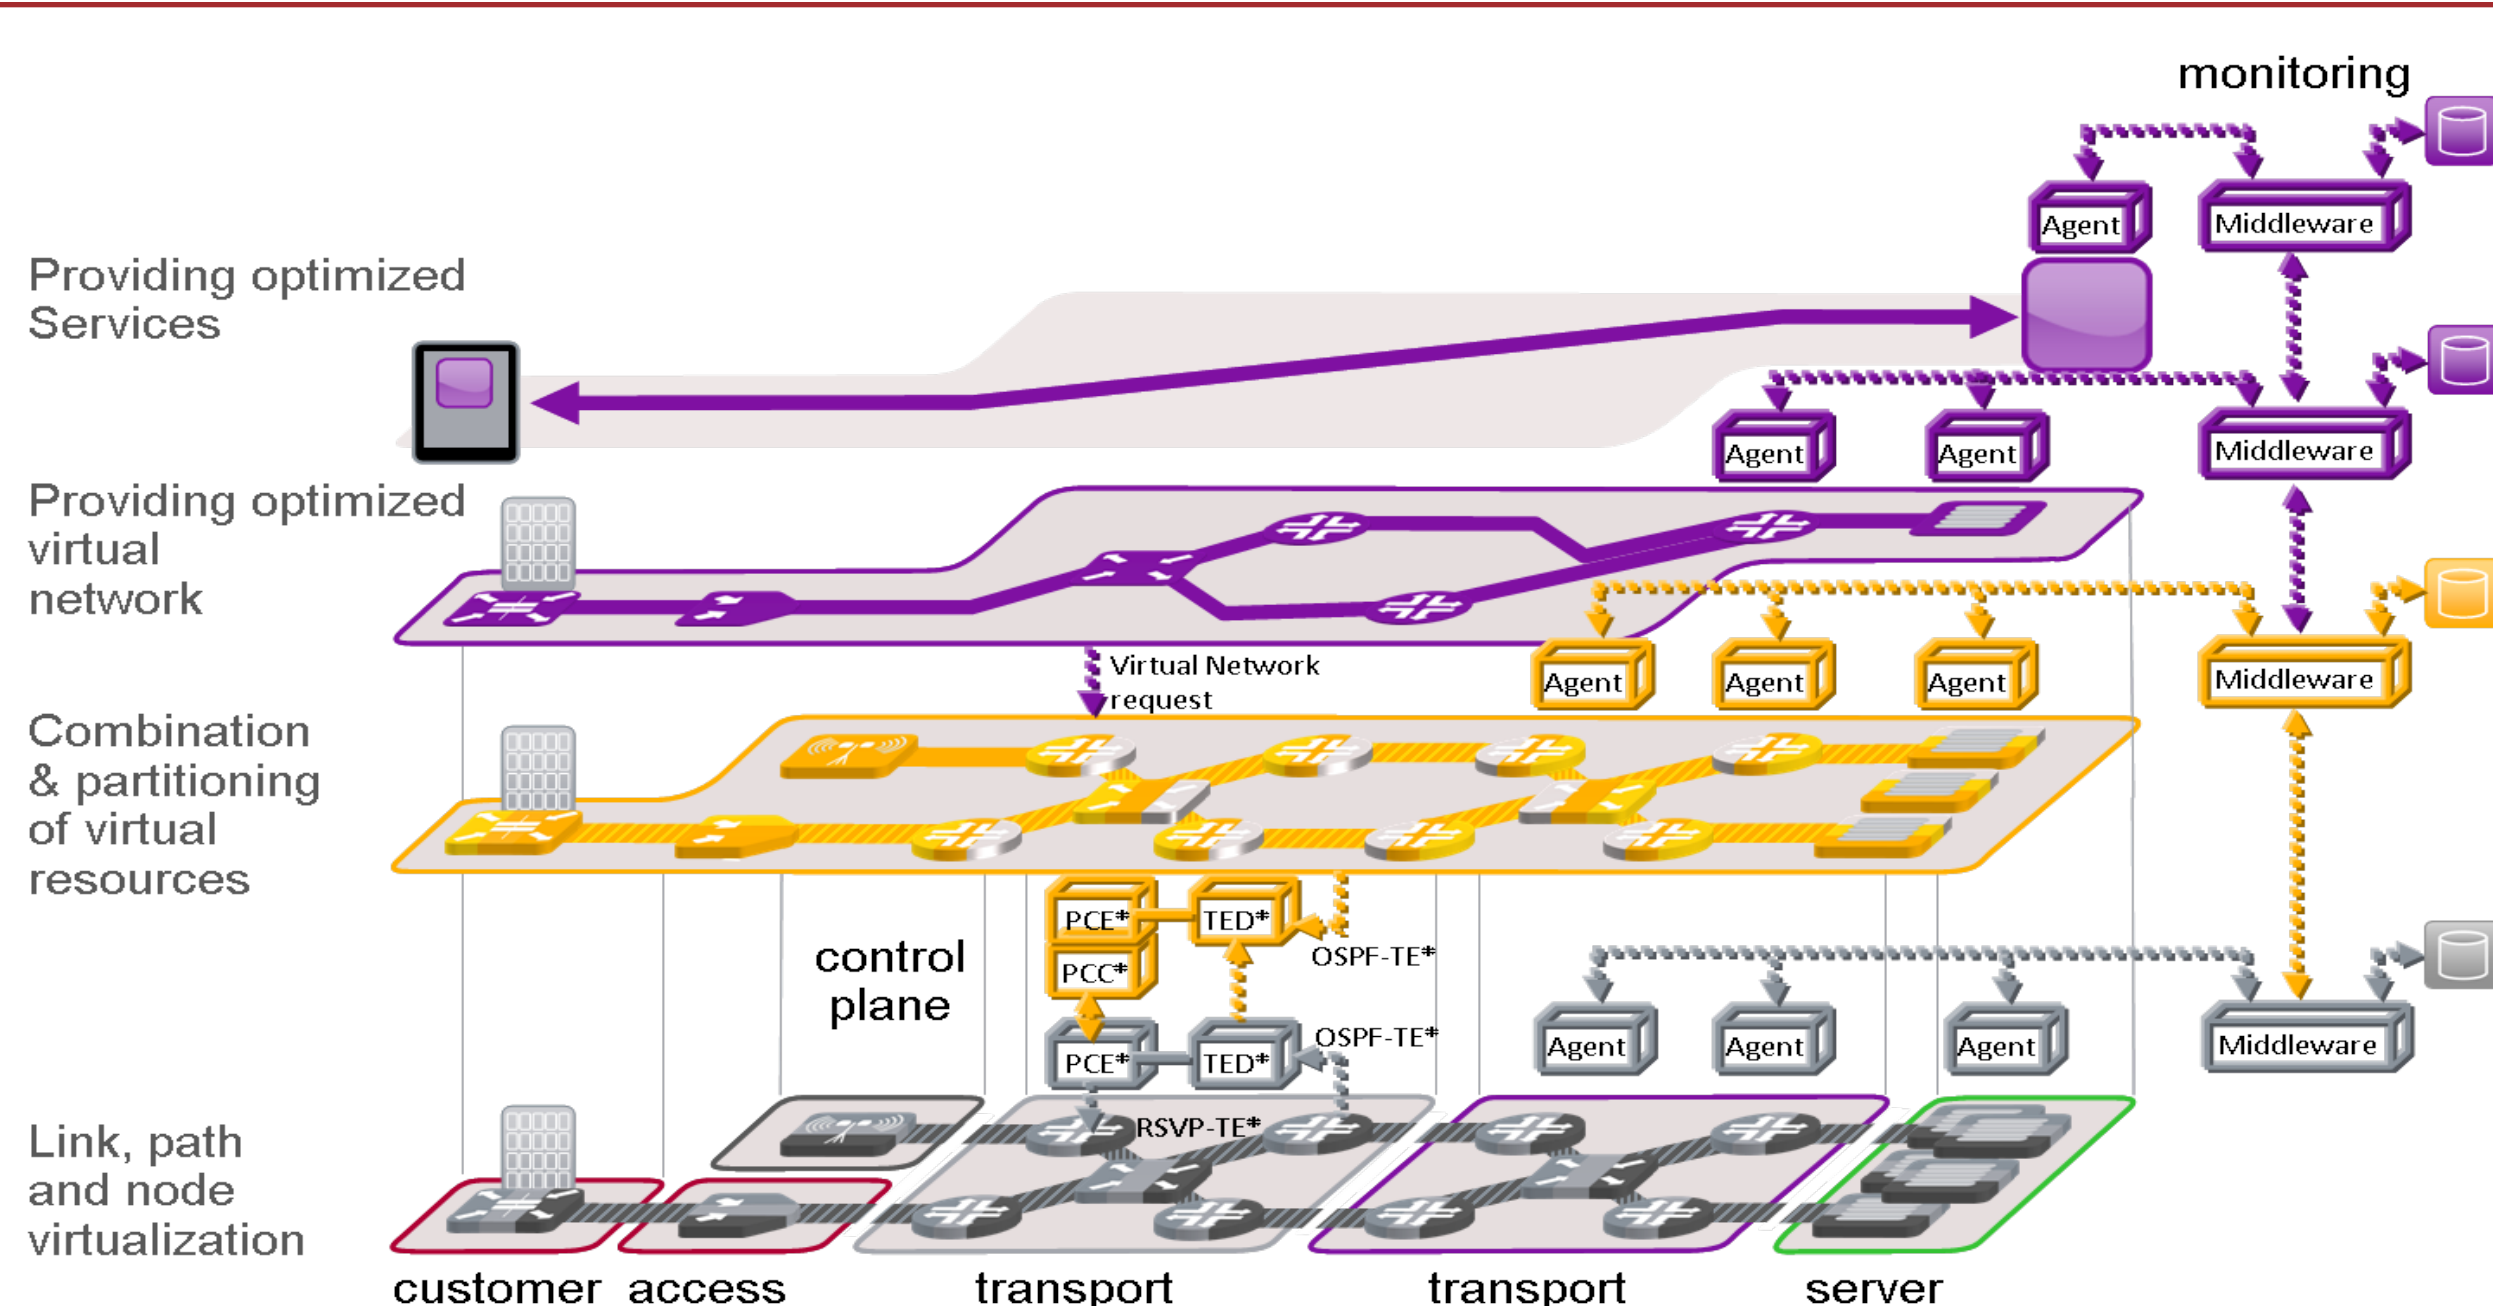 monitoring
Agent
Middleware
Providing optimized
Services
Agent
Agent
Middleware
Providing optimized
virtual
network
Virtual Network
request
Agent
Agent
Agent
Middleware
Combination
& partitioning
of virtual
resources
PCE*
TED*
OSPF-TE*
PCC*
control
plane
PCE*
TED*
OSPF-TE*
Agent
Agent
Agent
Middleware
RSVP-TE*
Link, path
and node
virtualization
customer
access
transport
transport
server